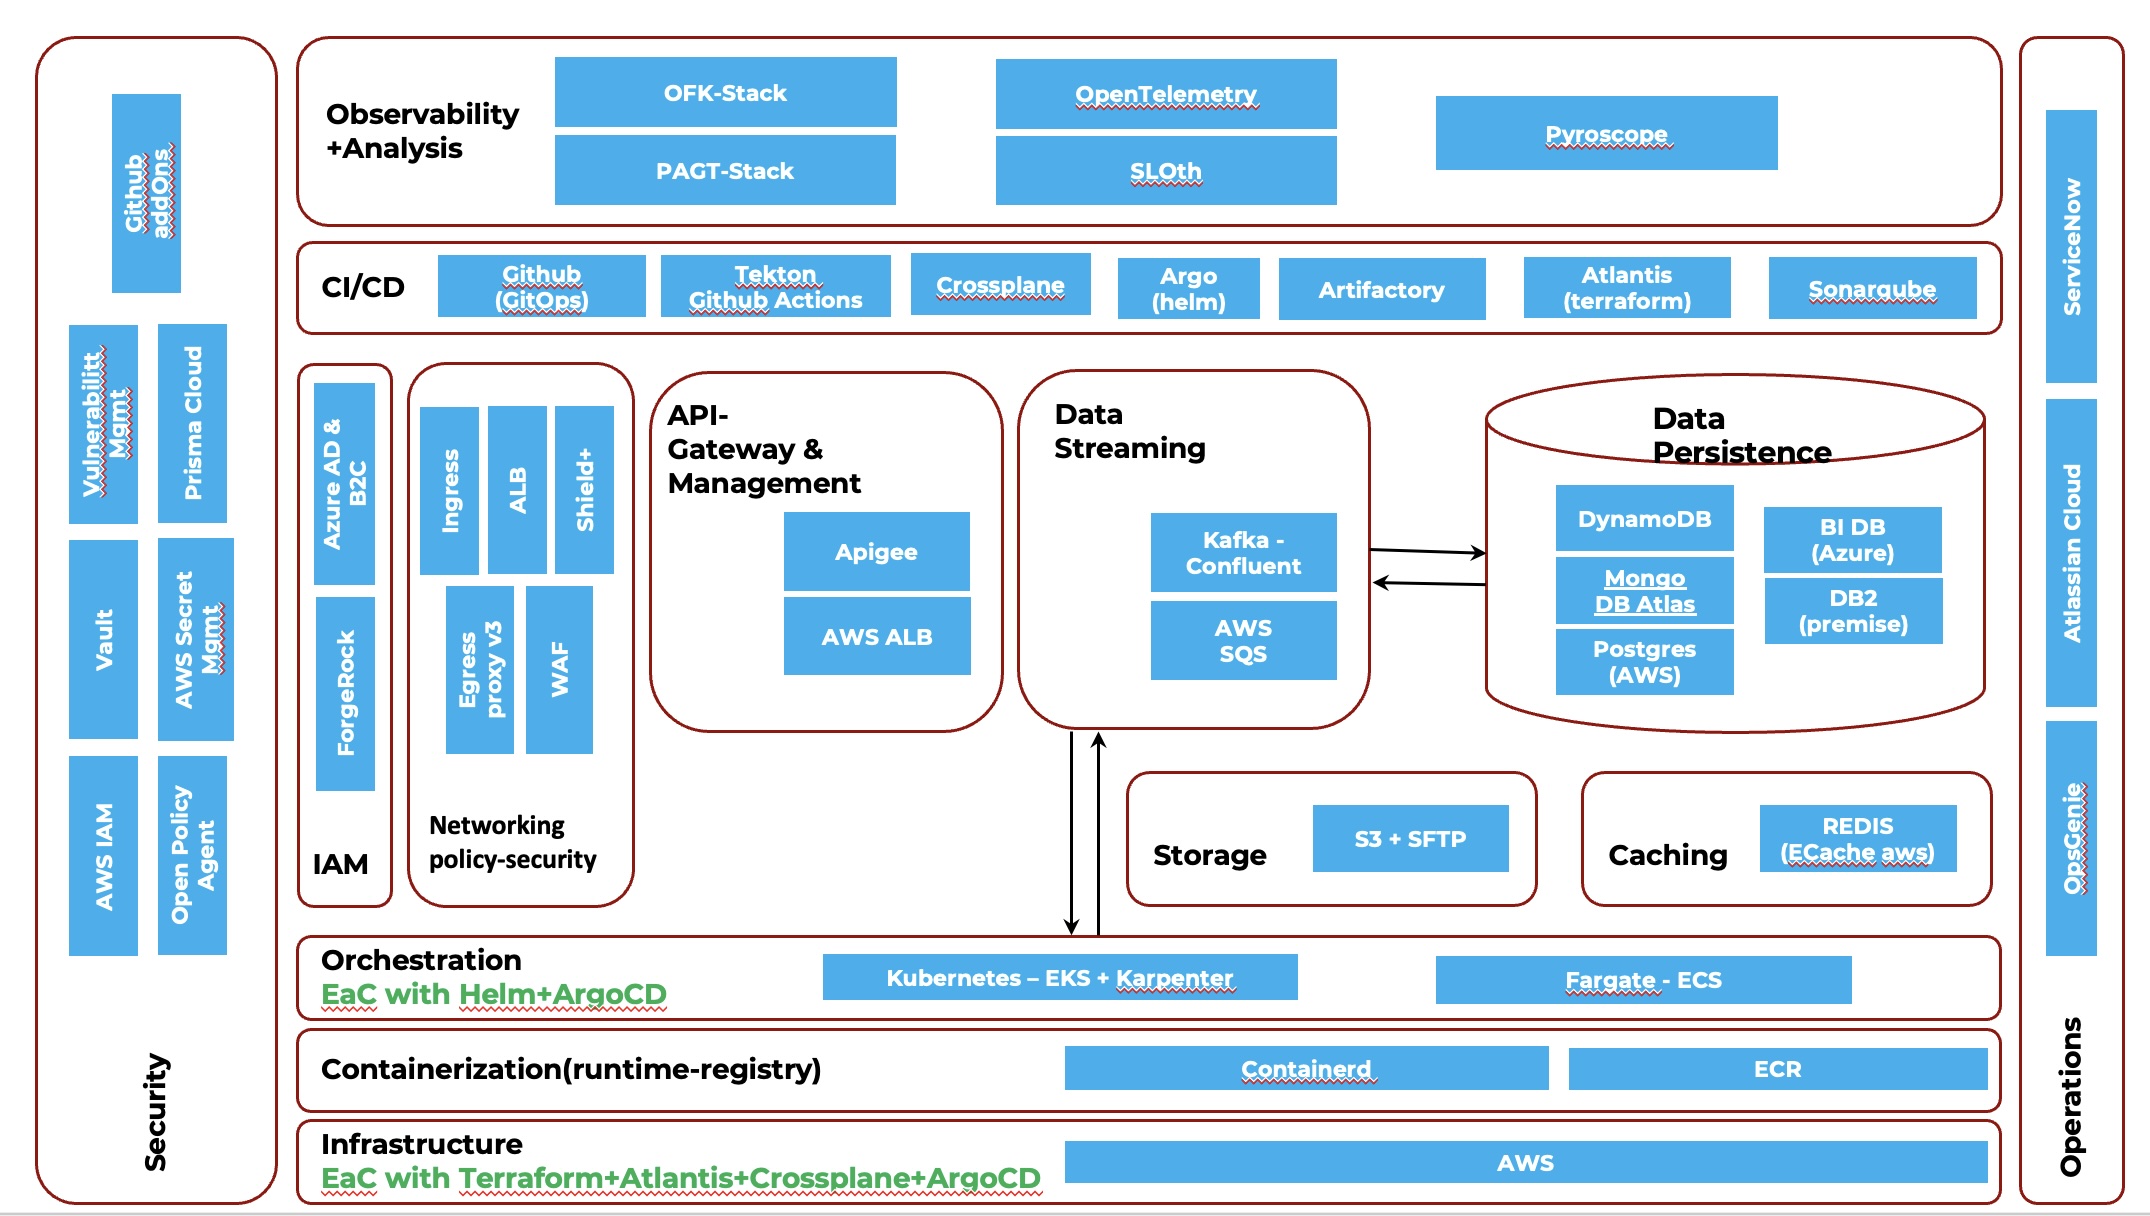 Github
addOns
Vulnerabilitt
Mgmt
Prisma Cloud
Vault
AWS Secret
Mgmt
AWS IAM
Open Policy
Agent
Security
Observability
+Analysis
OFK-Stack
PAGT-Stack
OpenTelemetry
SLOth
Pyroscope
CI/CD
Github
(GitOps)
Tekton
Github Actions
Crossplane
Argo
(helm)
Artifactory
Atlantis
(terraform)
Sonarqube
Azure AD &
B2C
ForgeRock
IAM
Ingress
ALB
Shield+
Egress
proxy v3
WAF
Networking
policy-security
API-
Gateway &
Management
Apigee
AWS ALB
Data
Streaming
Kafka -
Confluent
AWS
SQS
Data
Persistence
DynamoDB
Mongo
DB Atlas
Postgres
(AWS)
BI DB
(Azure)
DB2
(premise)
Storage
S3 + SFTP
Caching
REDIS
(ECache aws)
Orchestration
EaC with Helm+ArgoCD
Kubernetes – EKS + Karpenter
Fargate - ECS
Containerization(runtime-registry)
Containerd
ECR
Infrastructure
EaC with Terraform+Atlantis+Crossplane+ArgoCD
AWS
ServiceNow
Atlassian Cloud
OpsGenie
Operations